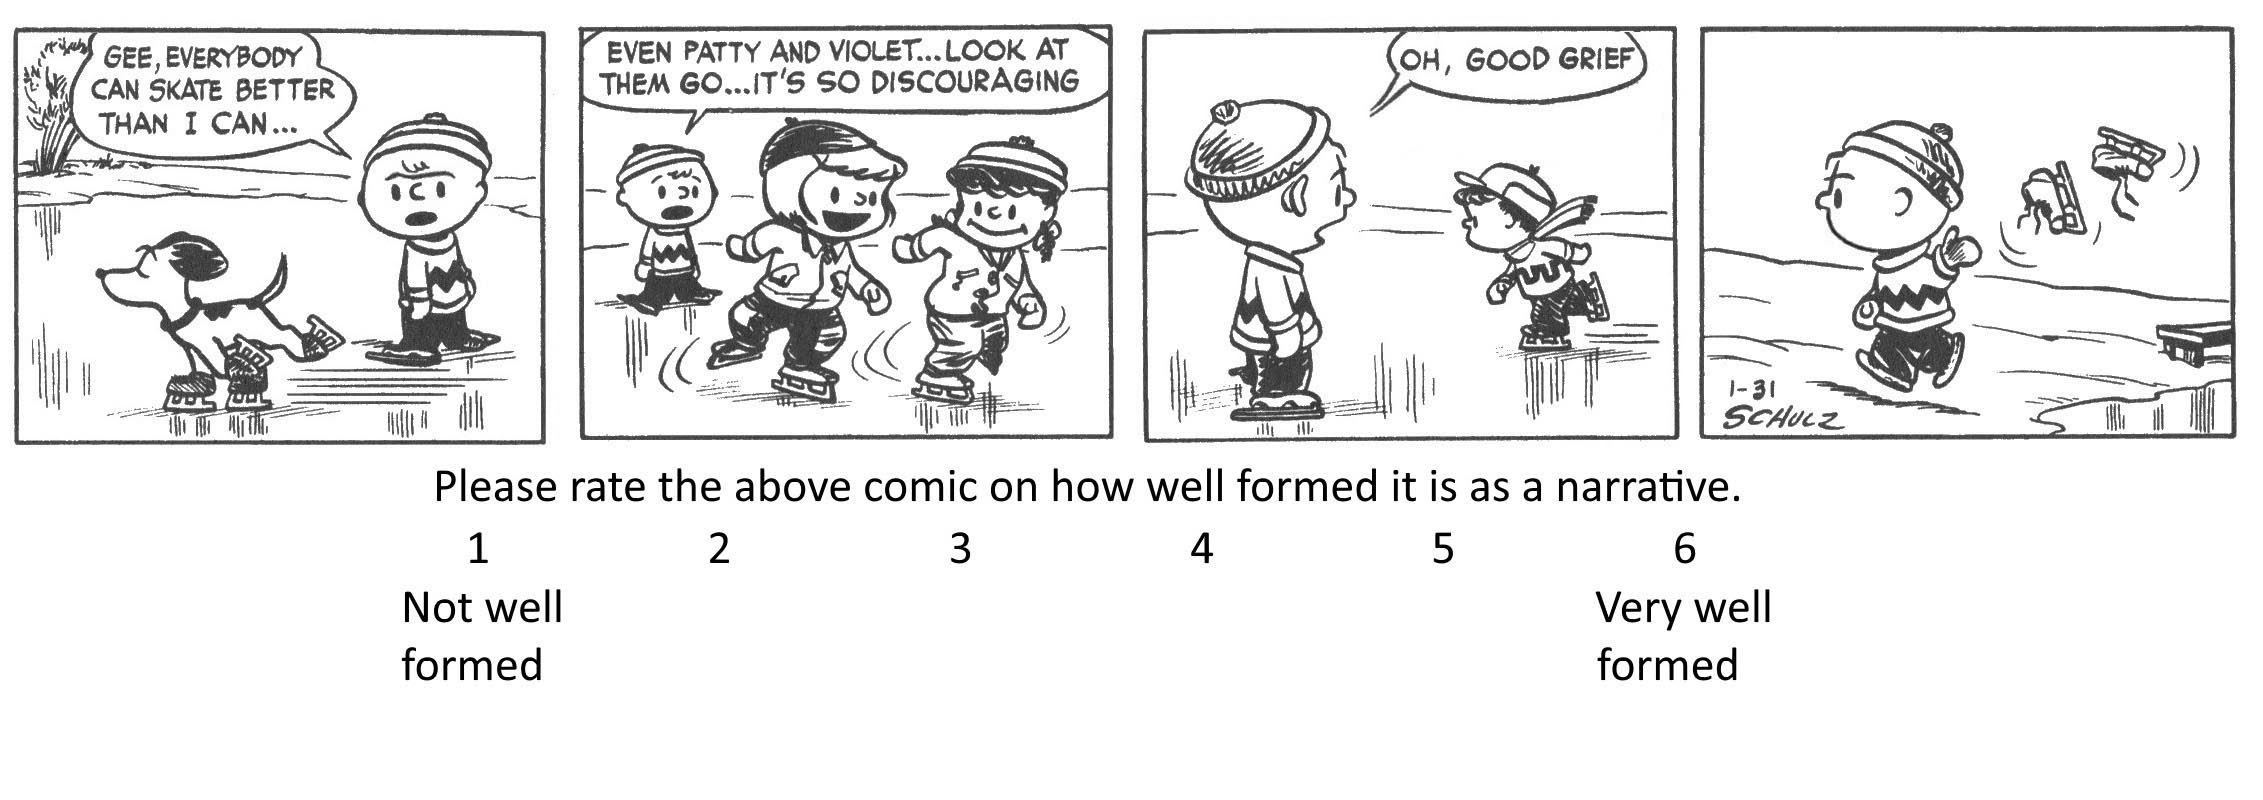 GEE, EVERYBODY
CAN SKATE BETTER
THAN I CAN...
EVEN PATTY AND VIOLET...LOOK AT
THEM GO...IT'S SO DISCOURAGING
OH, GOOD GRIEF
1-31
SCHULZ
Please rate the above comic on how well formed it is as a narrative.
1 2 3 4 5 6
Not well
formed
Very well
formed